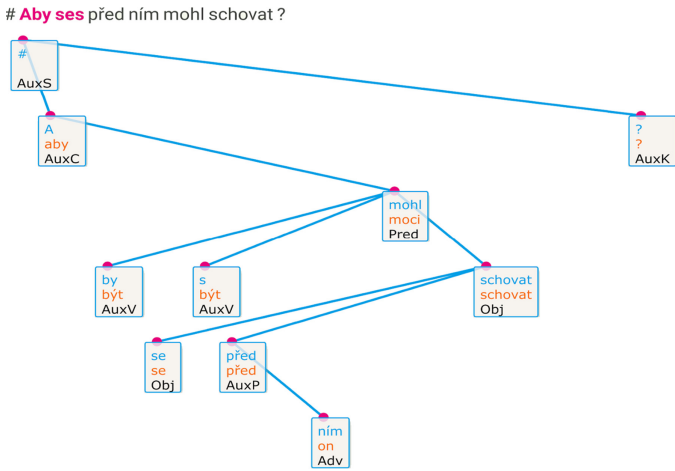 # Aby ses před ním mohl schovat ?
#
AuxS
A
aby
AuxC
?
?
AuxK
mohl
moci
Pred
by
být
AuxV
s
být
AuxV
schovat
schovat
Obj
se
se
Obj
před
před
AuxP
ním
on
Adv